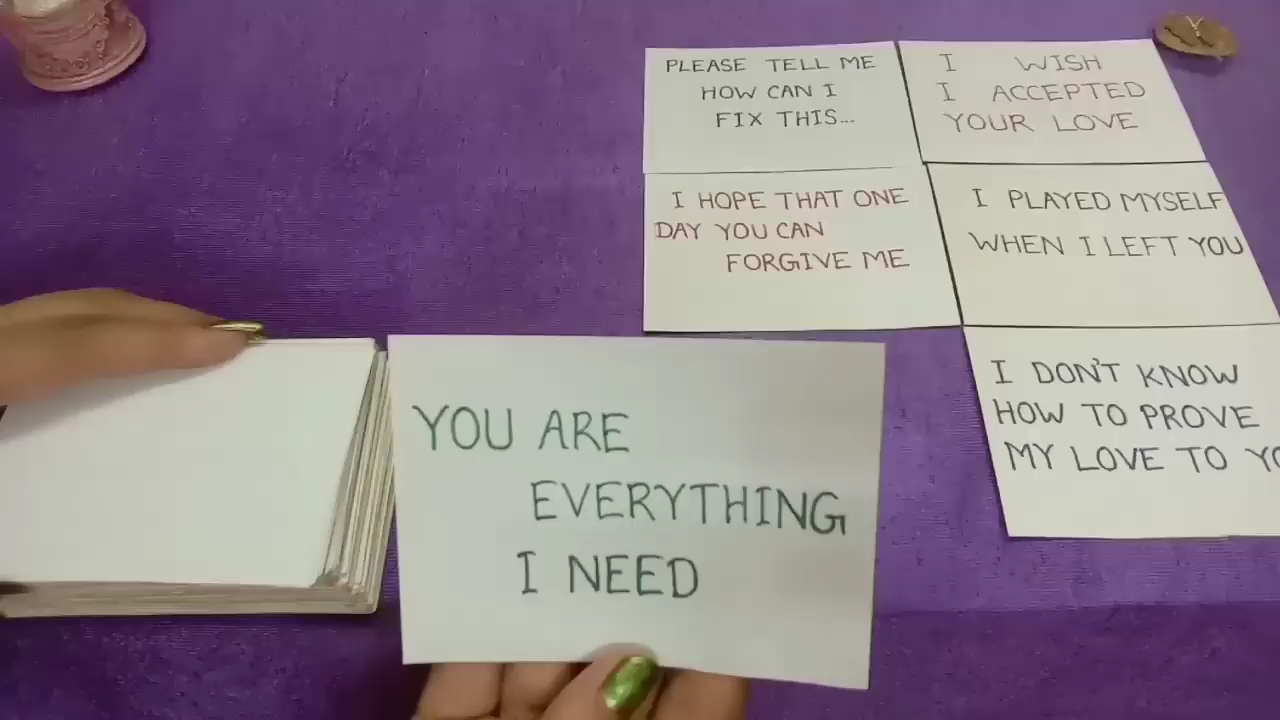 PLEASE TELL ME
HOW CAN I
FIX THIS...
I WISH
I ACCEPTED
YOUR LOVE
I HOPE THAT ONE
DAY YOU CAN
FORGIVE ME
I PLAYED MYSELF
WHEN I LEFT YOU
I DON'T KNOW
HOW TO PROVE
MY LOVE TO
YOU ARE
EVERYTHING
I NEED